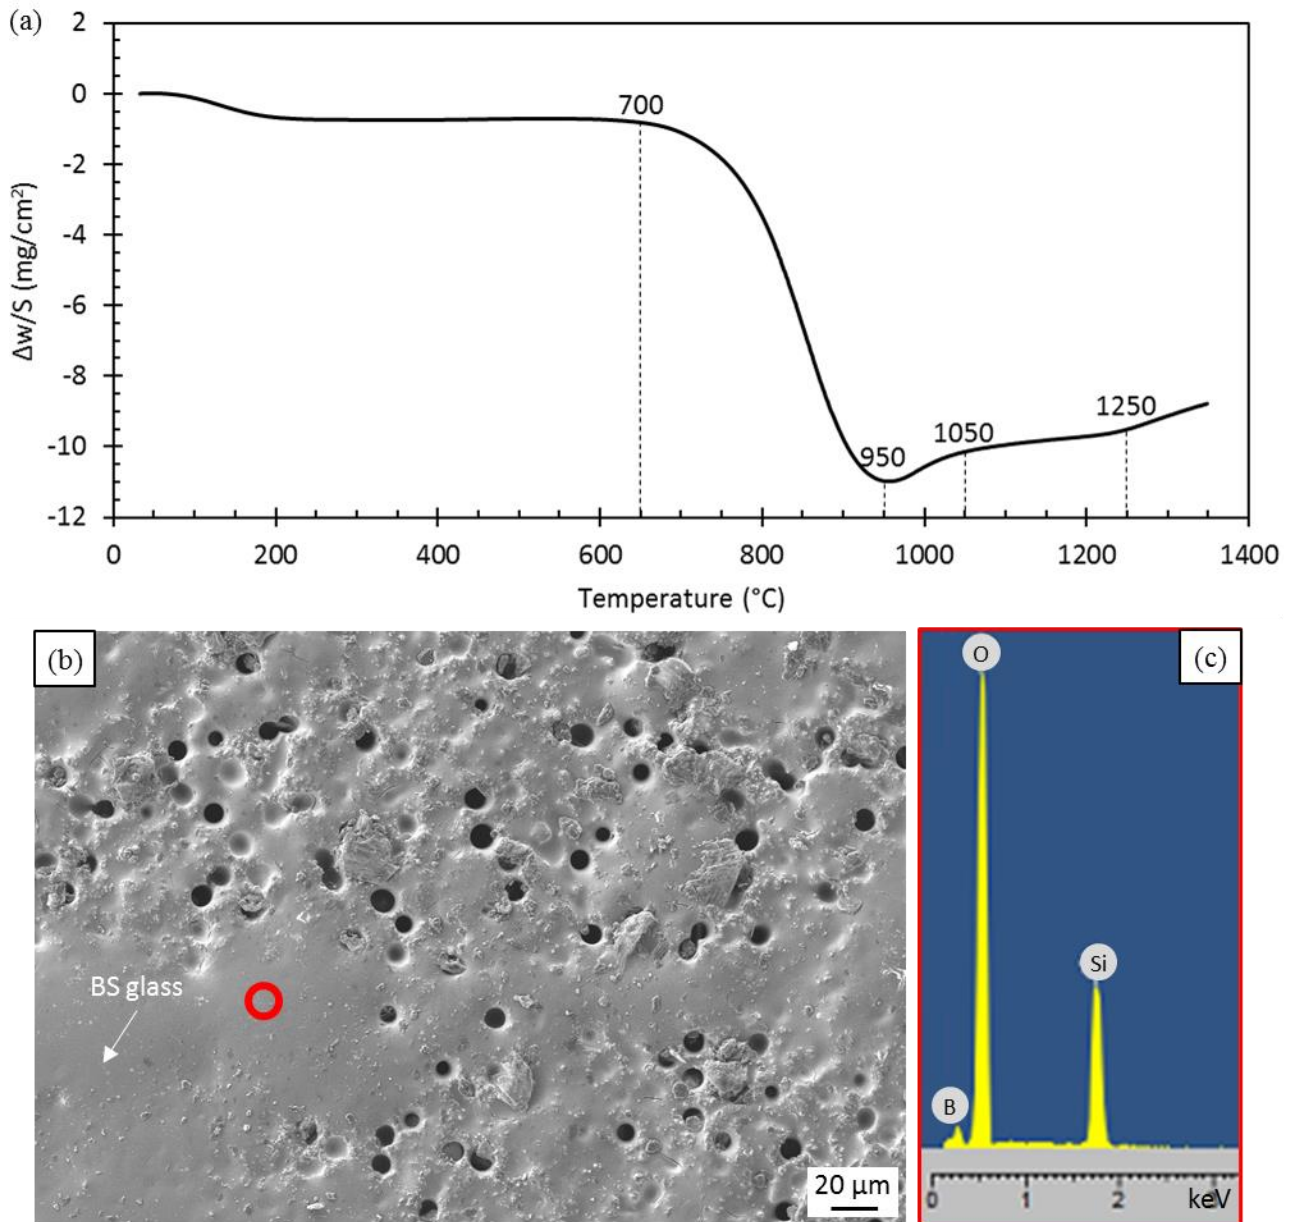 (a)
2
0
-2
-4
-6
-8
-10
-12
Δw/S (mg/cm²)
700
950
1050
1250
0 200 400 600 800 1000 1200 1400
Temperature (°C)
(b)
BS glass
20 µm
(c)
O
Si
B
0 1 2 3
keV